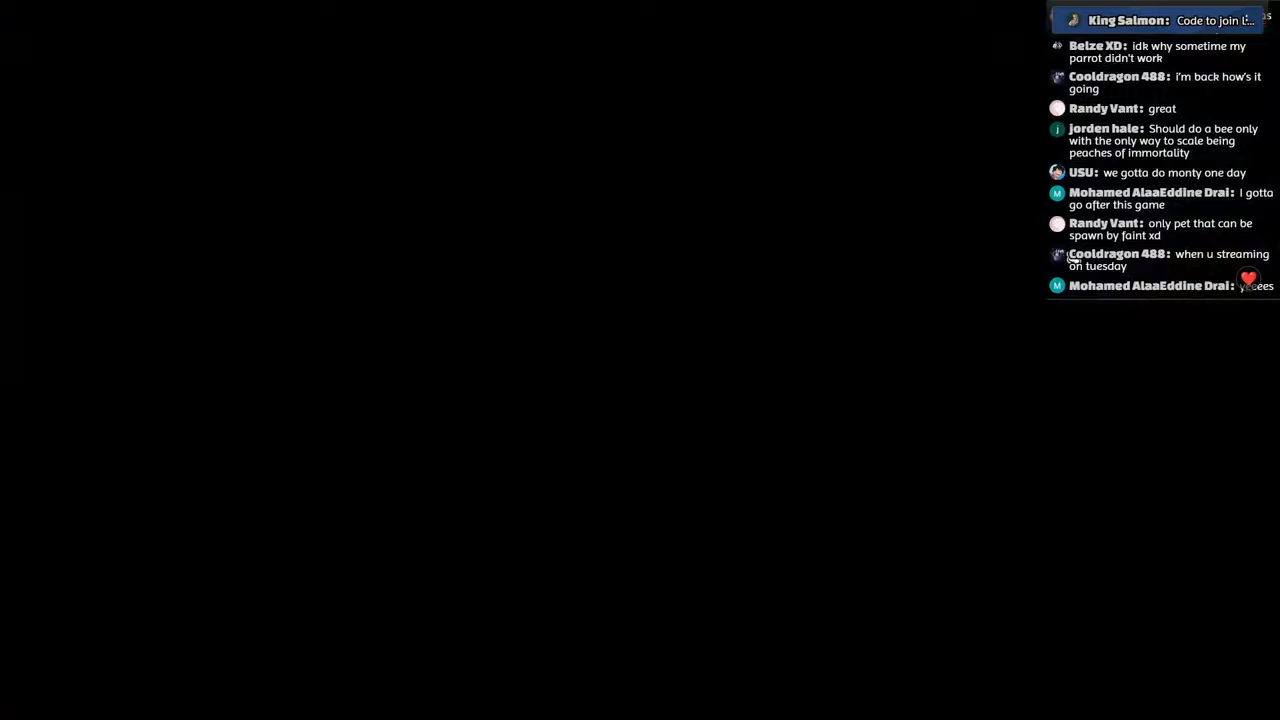 King Salmon: Code to join
Belze XD: idk why sometime my
parrot didn't work
Cooldragon 488: i'm back how's it
going
Randy Vant: great
j jorden hale: Should do a bee only
with the only way to scale being
peaches of immortality
USU: we gotta do monty one day
M Mohamed AlaaEddine Drai: I gotta
go after this game
Randy Vant: only pet that can be
spawn by faint xd
Cooldragon 488: when u streaming
on tuesday
M Mohamed AlaaEddine Drai: